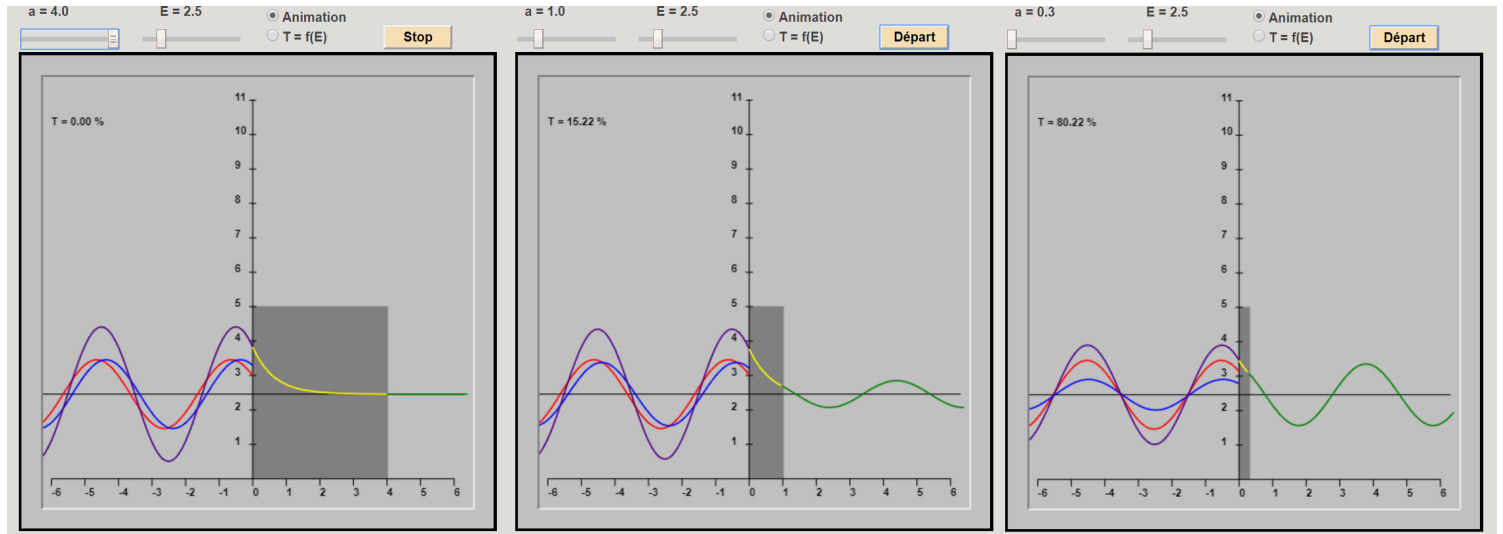 a = 4.0 E = 2.5 Animation
T = f(E) Stop
T = 0.00 %
11
10
9
8
7
6
5
4
3
2
1
-6 -5 -4 -3 -2 -1 0 1 2 3 4 5 6
a = 1.0 E = 2.5 Animation
T = f(E) Départ
T = 15.22 %
11
10
9
8
7
6
5
4
3
2
1
-6 -5 -4 -3 -2 -1 0 1 2 3 4 5 6
a = 0.3 E = 2.5 Animation
T = f(E) Départ
T = 80.22 %
11
10
9
8
7
6
5
4
3
2
1
-6 -5 -4 -3 -2 -1 0 1 2 3 4 5 6